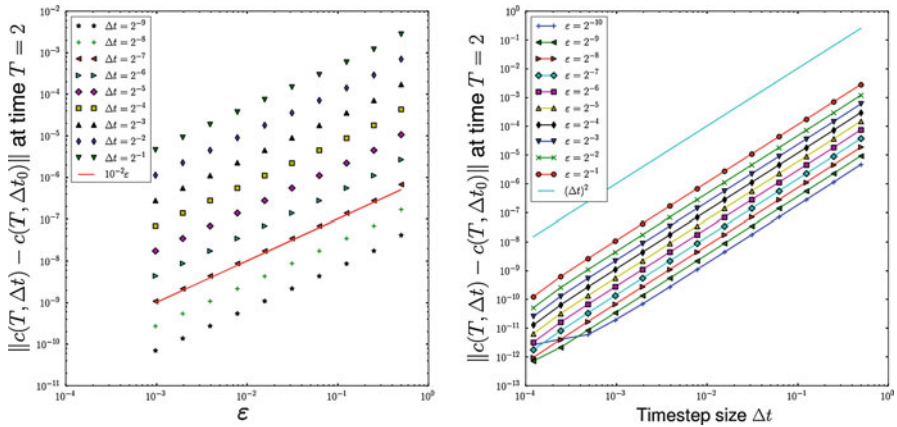 ‖c(T, Δt) − c(T, Δt₀)‖ at time T = 2
10⁻²
10⁻³
10⁻⁴
10⁻⁵
10⁻⁶
10⁻⁷
10⁻⁸
10⁻⁹
10⁻¹⁰
10⁻¹¹
Δt = 2⁻⁹
Δt = 2⁻⁸
Δt = 2⁻⁷
Δt = 2⁻⁶
Δt = 2⁻⁵
Δt = 2⁻⁴
Δt = 2⁻³
Δt = 2⁻²
Δt = 2⁻¹
10⁻²ε
10⁻⁴ 10⁻³ 10⁻² 10⁻¹ 10⁰
ε
‖c(T, Δt) − c(T, Δt₀)‖ at time T = 2
10⁰
10⁻¹
10⁻²
10⁻³
10⁻⁴
10⁻⁵
10⁻⁶
10⁻⁷
10⁻⁸
10⁻⁹
10⁻¹⁰
10⁻¹¹
10⁻¹²
10⁻¹³
ε = 2⁻¹⁰
ε = 2⁻⁹
ε = 2⁻⁸
ε = 2⁻⁷
ε = 2⁻⁶
ε = 2⁻⁵
ε = 2⁻⁴
ε = 2⁻³
ε = 2⁻²
ε = 2⁻¹
(Δt)²
10⁻⁴ 10⁻³ 10⁻² 10⁻¹ 10⁰
Timestep size Δt